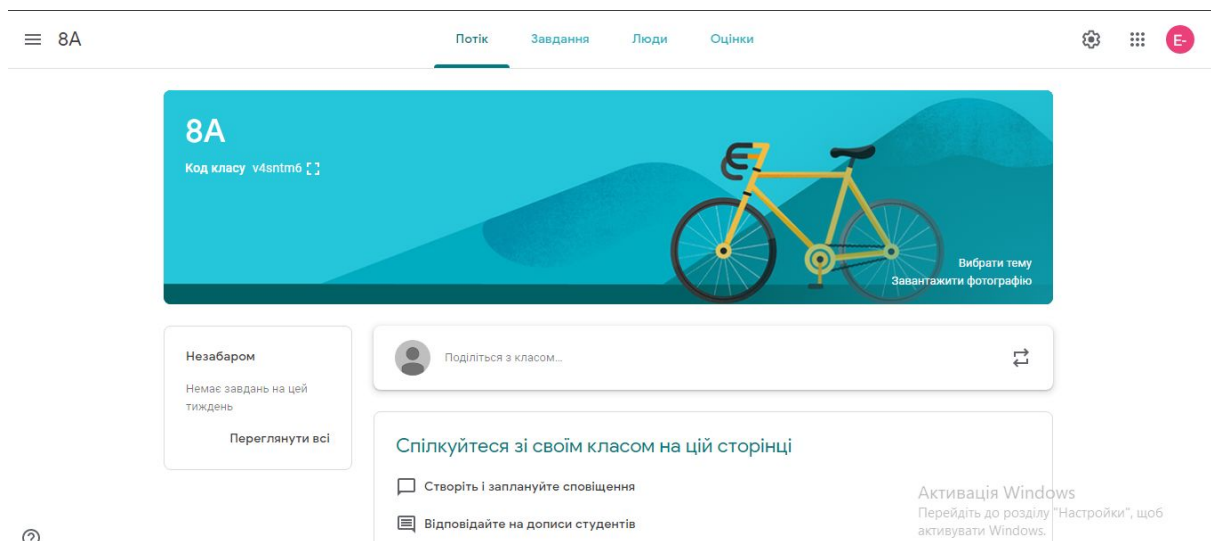 8А
Потік Завдання Люди Оцінки
E-
8А
Код класу v4sntm6
Вибрати тему
Завантажити фотографію
Незабаром
Немає завдань на цей
тиждень
Переглянути всі
Поділіться з класом...
Спілкуйтеся зі своїм класом на цій сторінці
Створіть і заплануйте сповіщення
Відповідайте на дописи студентів
Активація Windows
Перейдіть до розділу "Настройки", щоб
активувати Windows.